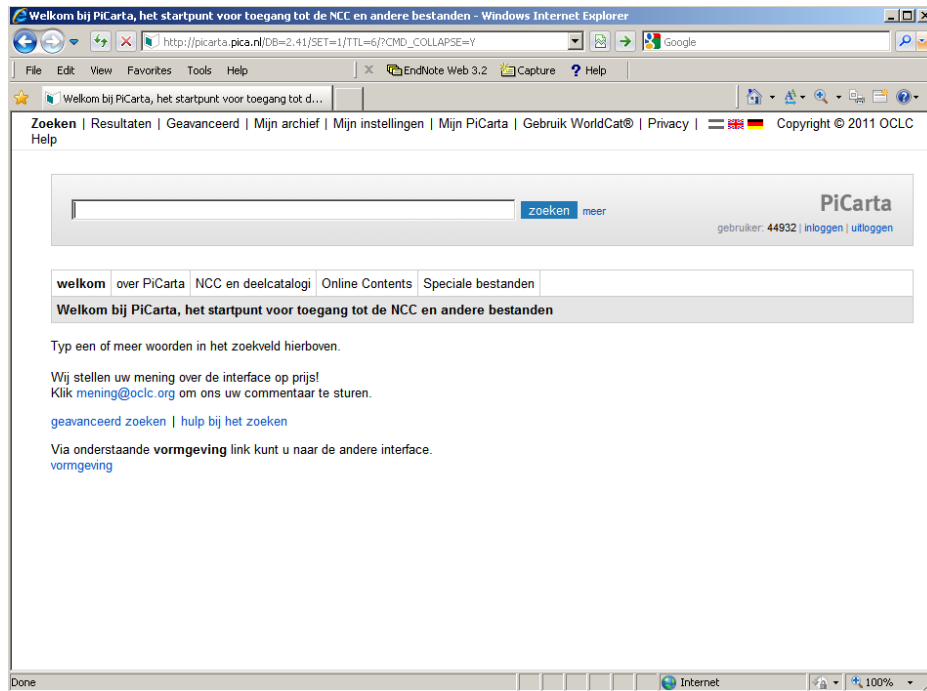 Welkom bij PiCarta, het startpunt voor toegang tot de NCC en andere bestanden - Windows Internet Explorer
http://picarta.pica.nl/DB=2.41/SET=1/TTL=6/?CMD_COLLAPSE=Y
Google
File Edit View Favorites Tools Help
EndNote Web 3.2 Capture ? Help
Welkom bij PiCarta, het startpunt voor toegang tot d...
Zoeken | Resultaten | Geavanceerd | Mijn archief | Mijn instellingen | Mijn PiCarta | Gebruik WorldCat® | Privacy | Copyright © 2011 OCLC
Help
zoeken meer
PiCarta
gebruiker: 44932 | inloggen | uitloggen
welkom over PiCarta NCC en deelcatalogi Online Contents Speciale bestanden
Welkom bij PiCarta, het startpunt voor toegang tot de NCC en andere bestanden
Typ een of meer woorden in het zoekveld hierboven.
Wij stellen uw mening over de interface op prijs!
Klik mening@oclc.org om ons uw commentaar te sturen.
geavanceerd zoeken | hulp bij het zoeken
Via onderstaande vormgeving link kunt u naar de andere interface.
vormgeving
Done Internet 100%